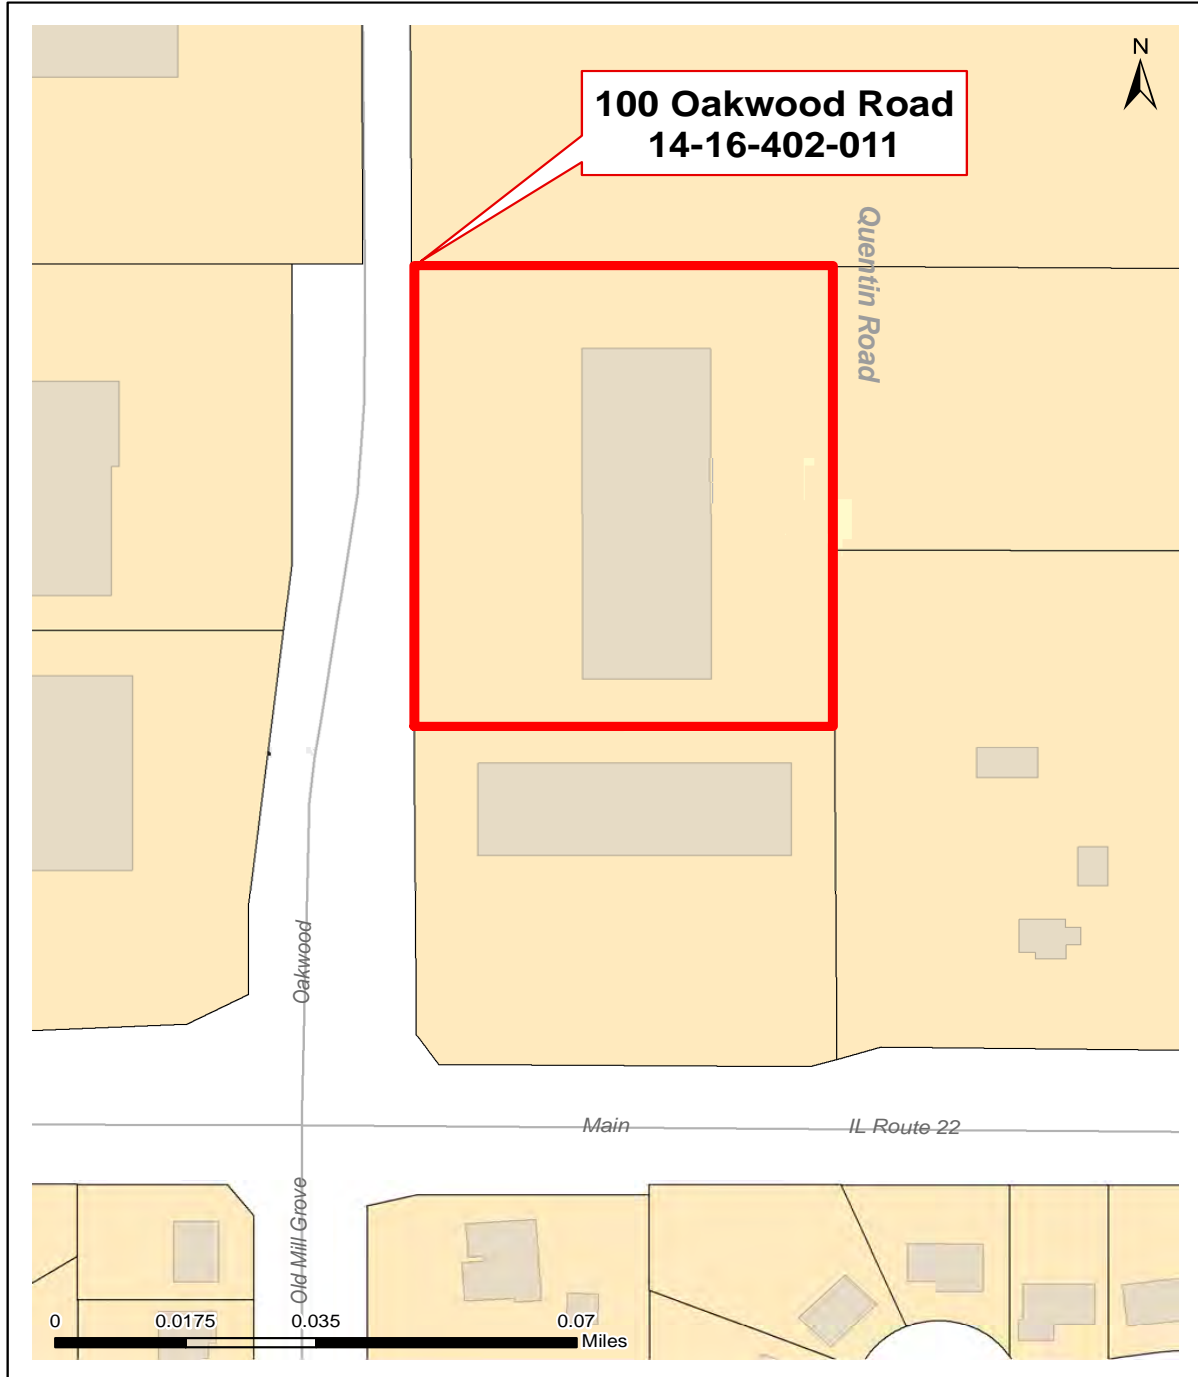 N
100 Oakwood Road
14-16-402-011
Quentin Road
Oakwood
Main
IL Route 22
Old Mill Grove
0
0.0175
0.035
0.07
Miles